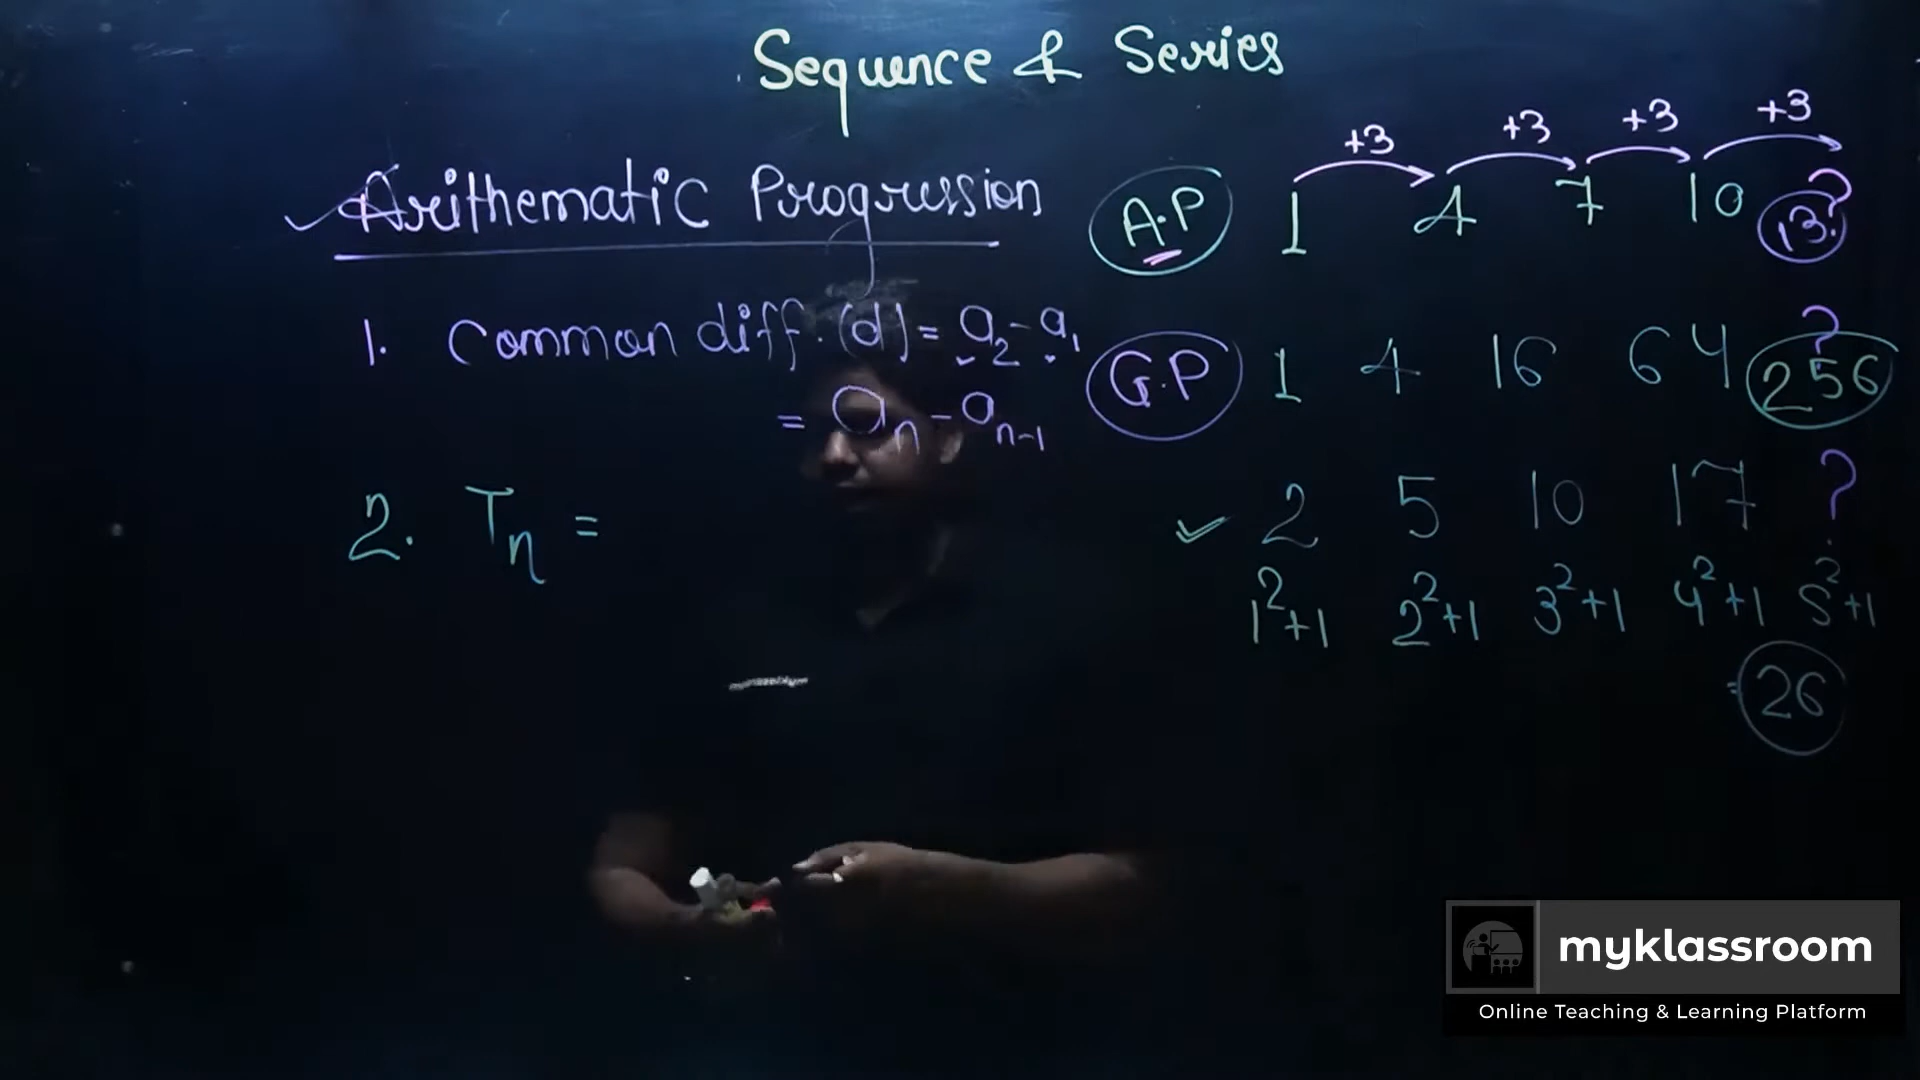 Sequence & Series
Arithematic Progression
1. Common diff. (d) = a₂ - a₁
= aₙ - aₙ₋₁
2. Tₙ =
+3 +3 +3 +3
A.P 1 4 7 10 13? ?
G.P 1 4 16 64 256 ?
2 5 10 17 ?
1²+1 2²+1 3²+1 4²+1 5²+1
= 26
myklassroom
Online Teaching & Learning Platform